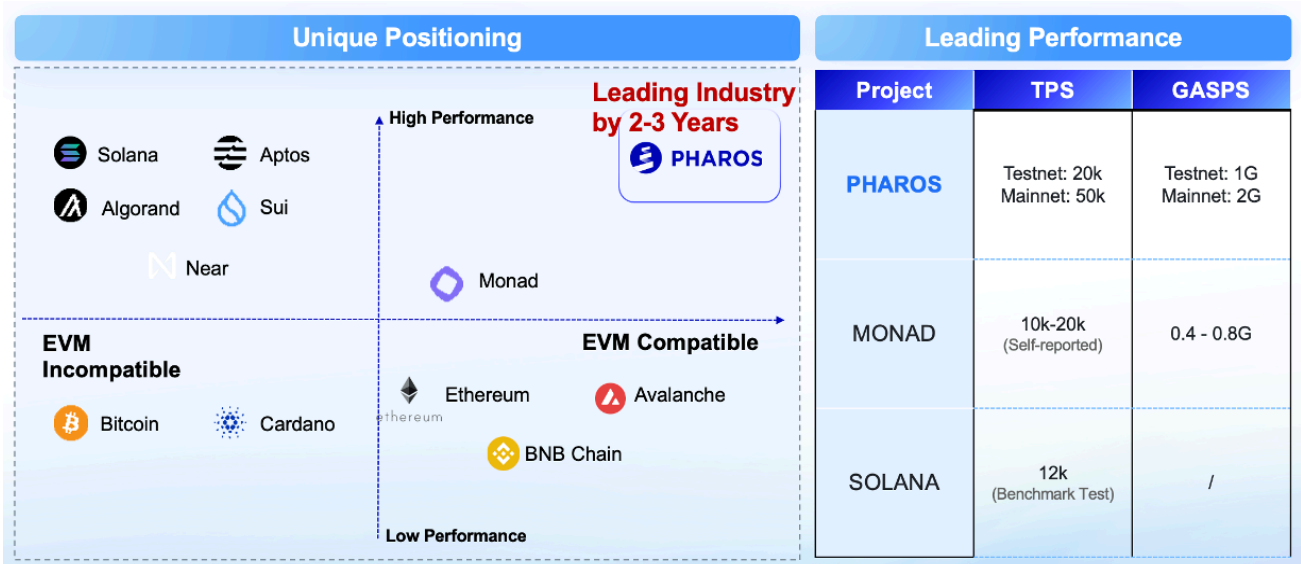 Unique Positioning
Leading Industry
by 2-3 Years
High Performance
PHAROS
Solana
Aptos
Algorand
Sui
Near
Monad
EVM
Incompatible
EVM Compatible
Ethereum
ethereum
Avalanche
Bitcoin
Cardano
BNB Chain
Low Performance
Leading Performance
Project TPS GASPS
PHAROS
Testnet: 20k
Mainnet: 50k
Testnet: 1G
Mainnet: 2G
MONAD
10k-20k
(Self-reported)
0.4 - 0.8G
SOLANA
12k
(Benchmark Test)
/